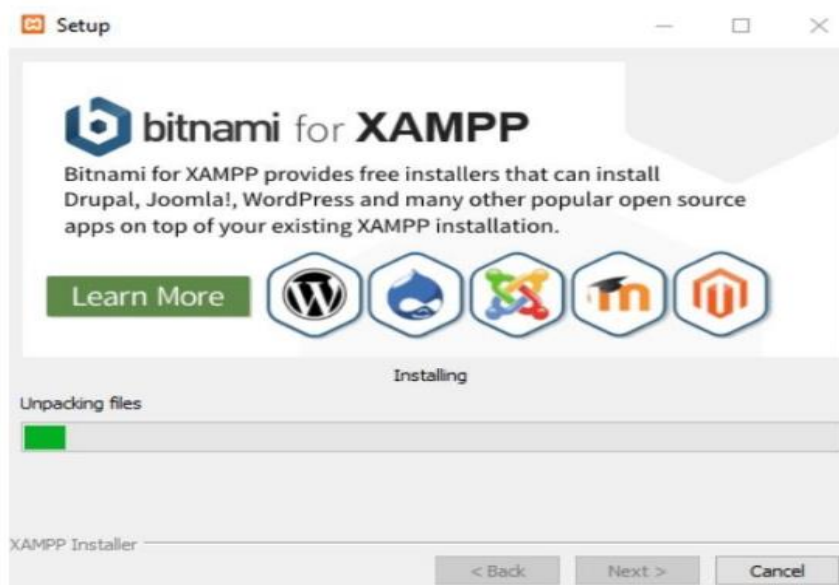 Setup
bitnami for XAMPP
Bitnami for XAMPP provides free installers that can install
Drupal, Joomla!, WordPress and many other popular open source
apps on top of your existing XAMPP installation.
Learn More
Installing
Unpacking files
XAMPP Installer
< Back Next > Cancel